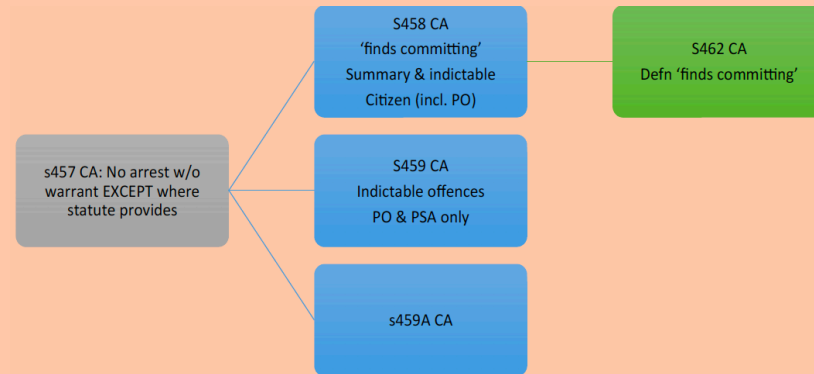 S458 CA
‘finds committing’
Summary & indictable
Citizen (incl. PO)
S462 CA
Defn ‘finds committing’
s457 CA: No arrest w/o
warrant EXCEPT where
statute provides
S459 CA
Indictable offences
PO & PSA only
s459A CA